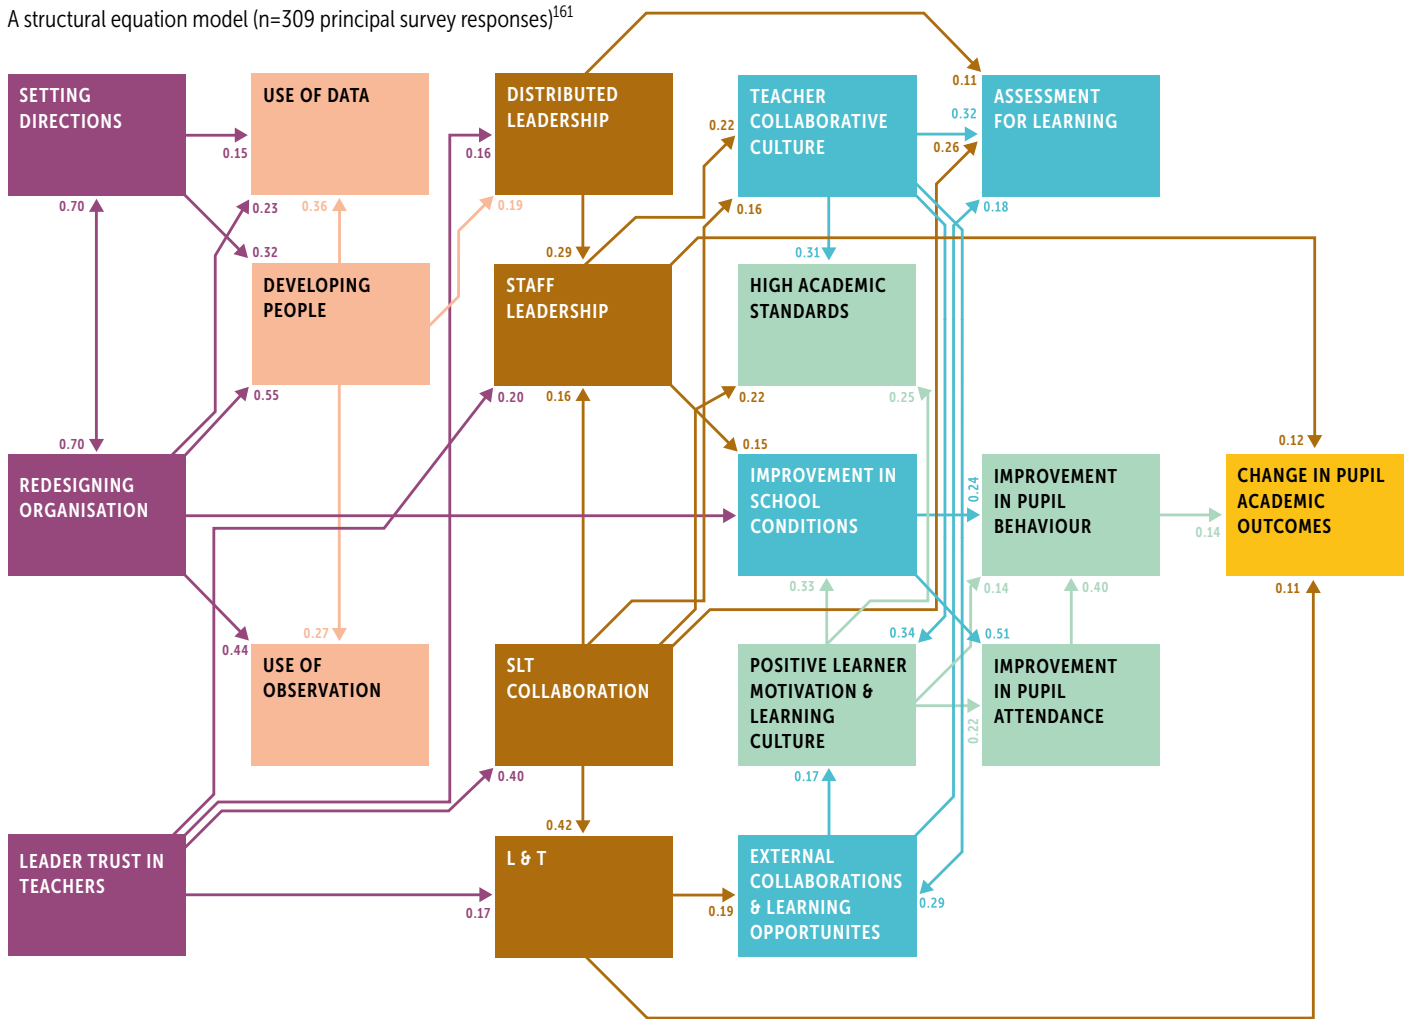 A structural equation model (n=309 principal survey responses)161
SETTING
DIRECTIONS
USE OF DATA
DISTRIBUTED
LEADERSHIP
TEACHER
COLLABORATIVE
CULTURE
ASSESSMENT
FOR LEARNING
0.11
0.32
0.26
0.22
0.15
0.16
0.70
0.23
0.36
0.19
0.16
0.18
0.32
0.29
0.31
DEVELOPING
PEOPLE
STAFF
LEADERSHIP
HIGH ACADEMIC
STANDARDS
0.55
0.20
0.16
0.22
0.25
0.70
0.15
0.12
REDESIGNING
ORGANISATION
IMPROVEMENT IN
SCHOOL
CONDITIONS
0.24
IMPROVEMENT
IN PUPIL
BEHAVIOUR
0.14
CHANGE IN PUPIL
ACADEMIC
OUTCOMES
0.33
0.14
0.40
0.11
0.44
0.27
0.34
0.51
USE OF
OBSERVATION
SLT
COLLABORATION
POSITIVE LEARNER
MOTIVATION &
LEARNING
CULTURE
0.22
IMPROVEMENT
IN PUPIL
ATTENDANCE
0.40
0.17
0.42
LEADER TRUST IN
TEACHERS
0.17
L & T
0.19
EXTERNAL
COLLABORATIONS
& LEARNING
OPPORTUNITES
0.29